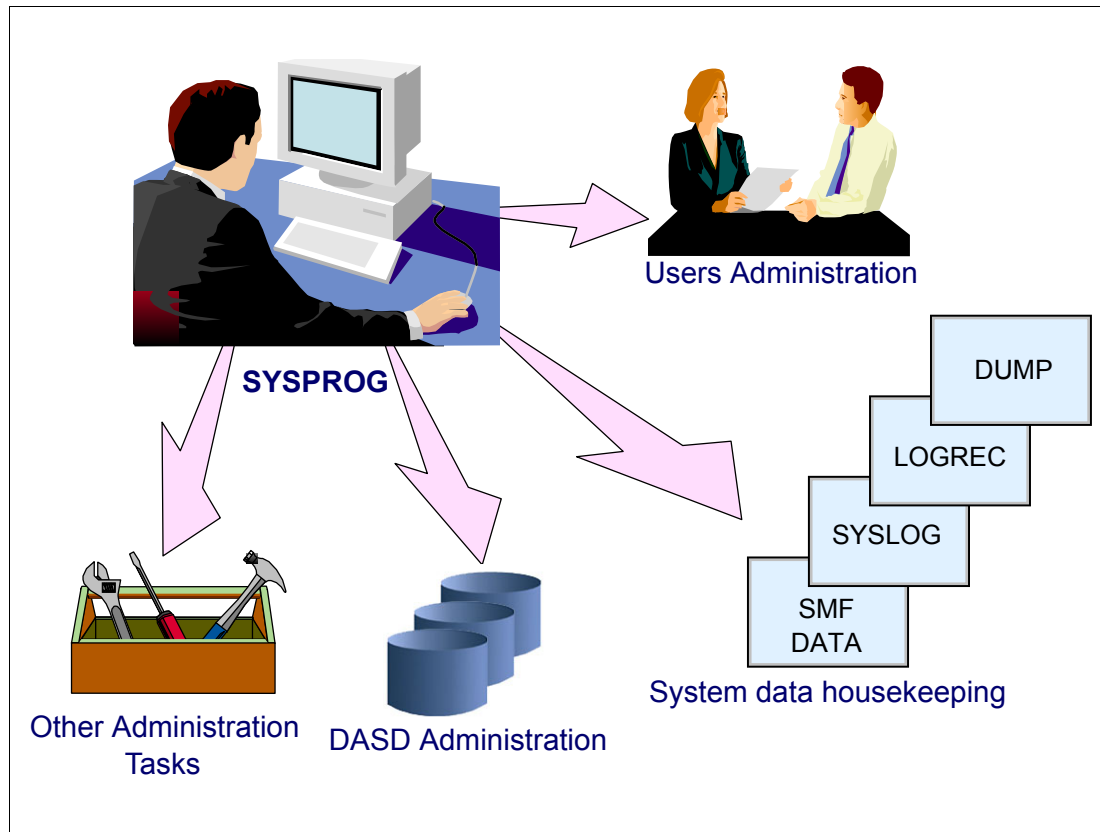 Users Administration
SYSPROG
DUMP
LOGREC
SYSLOG
SMF
DATA
System data housekeeping
Other Administration
Tasks
DASD Administration